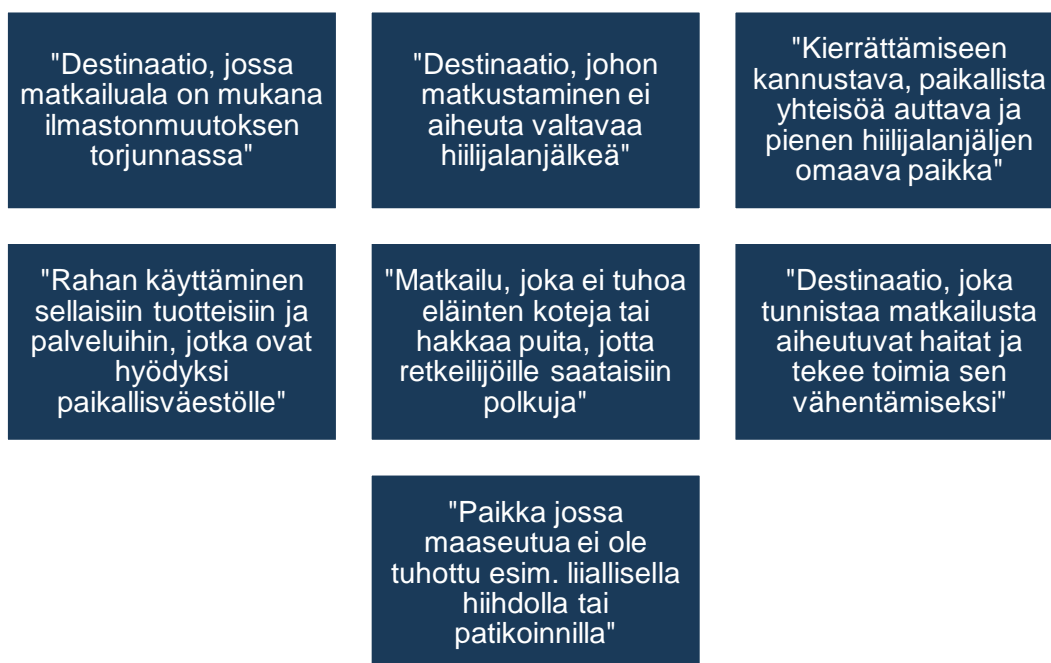 "Destinaatio, jossa
matkailuala on mukana
ilmastonmuutoksen
torjunnassa"
"Destinaatio, johon
matkustaminen ei
aiheuta valtavaa
hiilijalanjälkeä"
"Kierrättämiseen
kannustava, paikallista
yhteisöä auttava ja
pienen hiilijalanjäljen
omaava paikka"
"Rahan käyttäminen
sellaisiin tuotteisiin ja
palveluihin, jotka ovat
hyödyksi
paikallisväestölle"
"Matkailu, joka ei tuhoa
eläinten koteja tai
hakkaa puita, jotta
retkeilijöille saataisiin
polkuja"
"Destinaatio, joka
tunnistaa matkailusta
aiheutuvat haitat ja
tekee toimia sen
vähentämiseksi"
"Paikka jossa
maaseutua ei ole
tuhottu esim. liiallisella
hiihdolla tai
patikoinnilla"